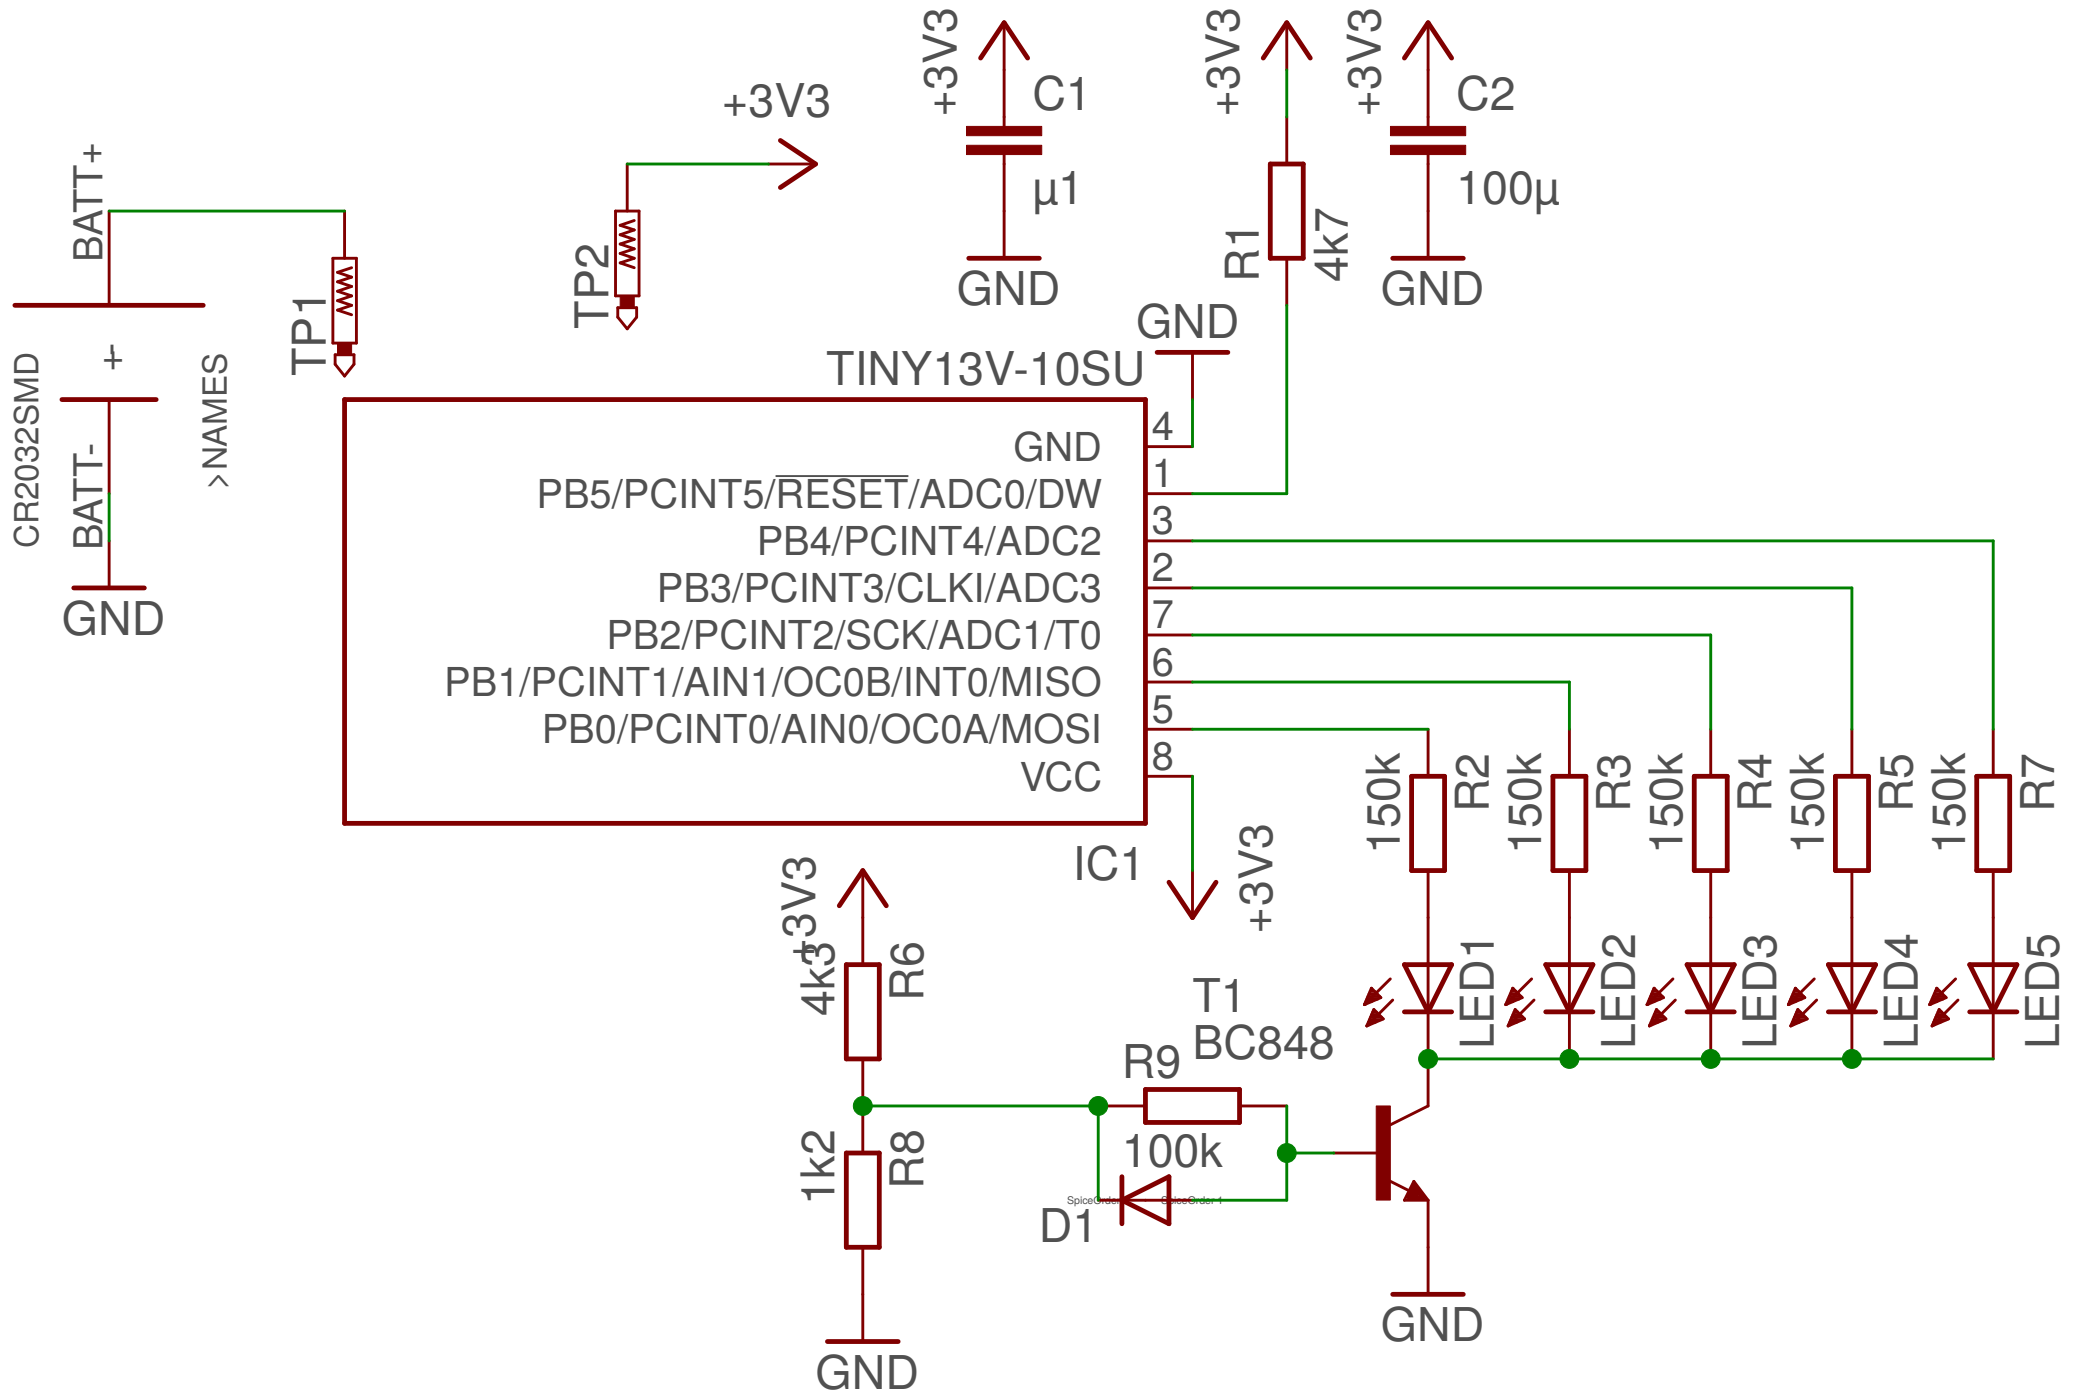 +3V3
C1
µ1
GND
+3V3
R1
4k7
+3V3
C2
100µ
GND
+3V3
TP2
BATT+
TP1
+
CR2032SMD
>NAMES
BATT-
GND
GND
TINY13V-10SU
GND 4
PB5/PCINT5/RESET/ADC0/DW 1
PB4/PCINT4/ADC2 3
PB3/PCINT3/CLKI/ADC3 2
PB2/PCINT2/SCK/ADC1/T0 7
PB1/PCINT1/AIN1/OC0B/INT0/MISO 6
PB0/PCINT0/AIN0/OC0A/MOSI 5
VCC 8
IC1
+3V3
150k
R2
150k
R3
150k
R4
150k
R5
150k
R7
LED1
LED2
LED3
LED4
LED5
+3V3
4k3
R6
1k2
R8
GND
T1
BC848
R9
100k
SpiceOrder
SpiceOrder 1
D1
GND